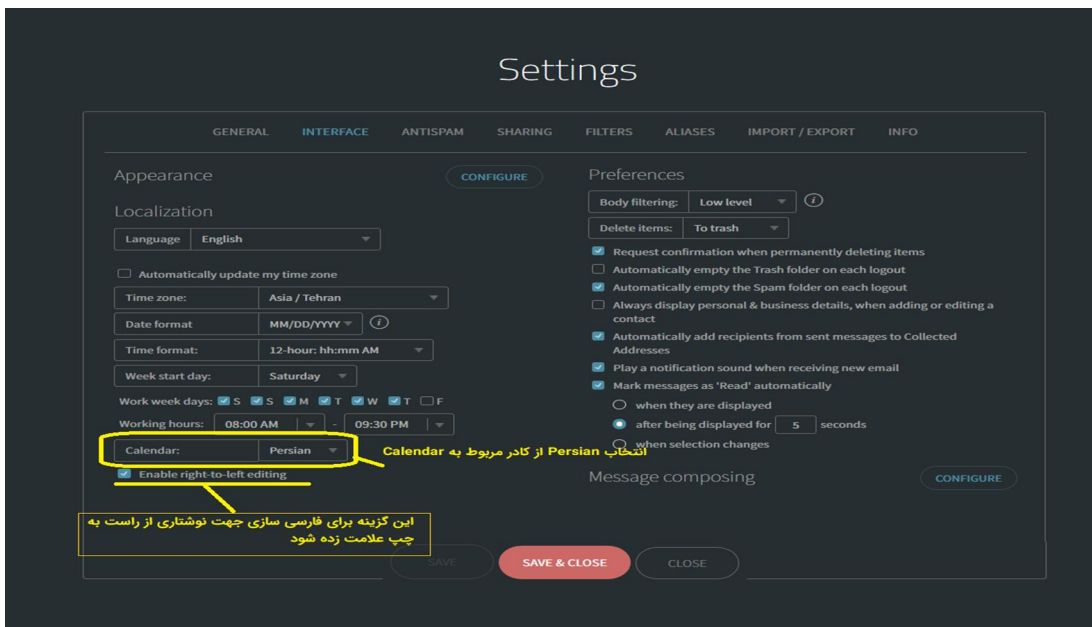 Settings
GENERAL INTERFACE ANTISPAM SHARING FILTERS ALIASES IMPORT / EXPORT INFO
Appearance
CONFIGURE
Localization
Language English
Automatically update my time zone
Time zone: Asia / Tehran
Date format MM/DD/YYYY
Time format: 12-hour: hh:mm AM
Week start day: Saturday
Work week days: S S M T W T F
Working hours: 08:00 AM - 09:30 PM
Calendar: Persian
انتخاب Persian از کادر مربوط به Calendar
Enable right-to-left editing
این گزینه برای فارسی سازی جهت نوشتاری از راست به
چپ علامت زده شود
Preferences
Body filtering: Low level i
Delete items: To trash
Request confirmation when permanently deleting items
Automatically empty the Trash folder on each logout
Automatically empty the Spam folder on each logout
Always display personal & business details, when adding or editing a
contact
Automatically add recipients from sent messages to Collected
Addresses
Play a notification sound when receiving new email
Mark messages as 'Read' automatically
when they are displayed
after being displayed for 5 seconds
when selection changes
Message composing
CONFIGURE
SAVE SAVE & CLOSE CLOSE